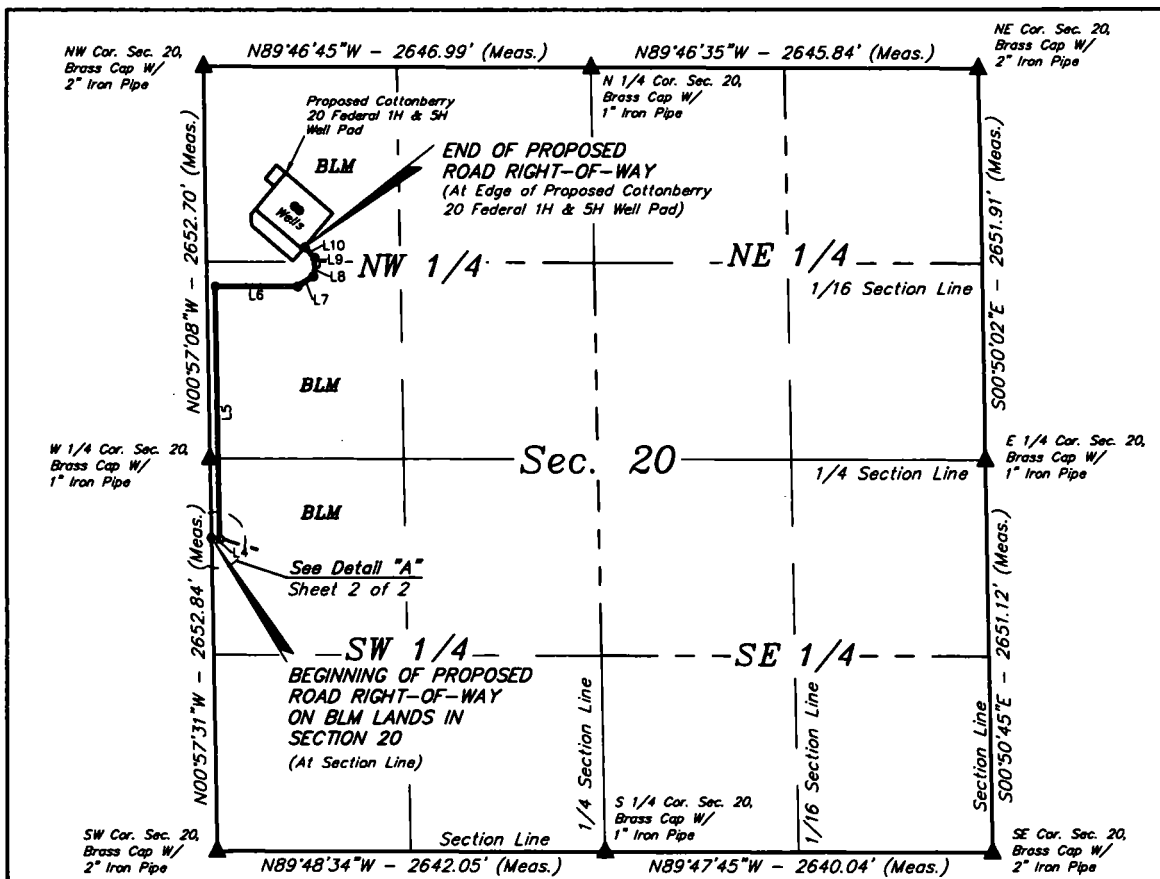 NW Cor. Sec. 20,
Brass Cap W/
2" Iron Pipe
N89°46'45"W - 2646.99' (Meas.)
N89°46'35"W - 2645.84' (Meas.)
NE Cor. Sec. 20,
Brass Cap W/
2" Iron Pipe
N 1/4 Cor. Sec. 20,
Brass Cap W/
1" Iron Pipe
Proposed Cottonberry
20 Federal 1H & 5H
Well Pad
BLM
Wells
END OF PROPOSED
ROAD RIGHT-OF-WAY
(At Edge of Proposed Cottonberry
20 Federal 1H & 5H Well Pad)
N00°57'08"W - 2652.70' (Meas.)
S00°50'02"E - 2651.91' (Meas.)
L10
L9
L8
L7
L6
L5
NW 1/4
NE 1/4
1/16 Section Line
BLM
W 1/4 Cor. Sec. 20,
Brass Cap W/
1" Iron Pipe
Sec. 20
1/4 Section Line
E 1/4 Cor. Sec. 20,
Brass Cap W/
1" Iron Pipe
BLM
L4
See Detail "A"
Sheet 2 of 2
N00°57'31"W - 2652.84' (Meas.)
S00°50'45"E - 2651.12' (Meas.)
SW 1/4
SE 1/4
BEGINNING OF PROPOSED
ROAD RIGHT-OF-WAY
ON BLM LANDS IN
SECTION 20
(At Section Line)
1/4 Section Line
1/16 Section Line
Section Line
S 1/4 Cor. Sec. 20,
Brass Cap W/
1" Iron Pipe
SW Cor. Sec. 20,
Brass Cap W/
2" Iron Pipe
Section Line
N89°48'34"W - 2642.05' (Meas.)
N89°47'45"W - 2640.04' (Meas.)
SE Cor. Sec. 20,
Brass Cap W/
2" Iron Pipe